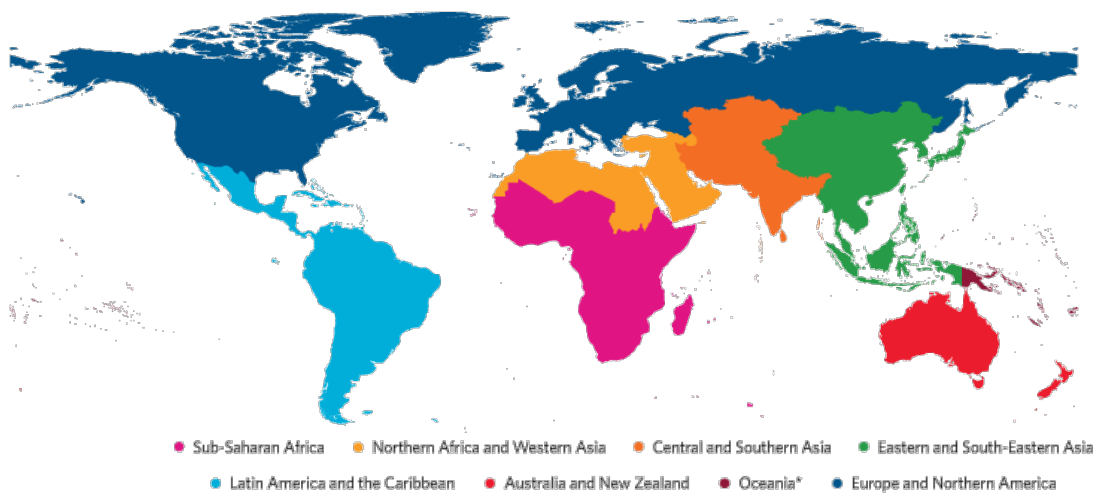 Sub-Saharan Africa Northern Africa and Western Asia Central and Southern Asia Eastern and South-Eastern Asia
Latin America and the Caribbean Australia and New Zealand Oceania* Europe and Northern America